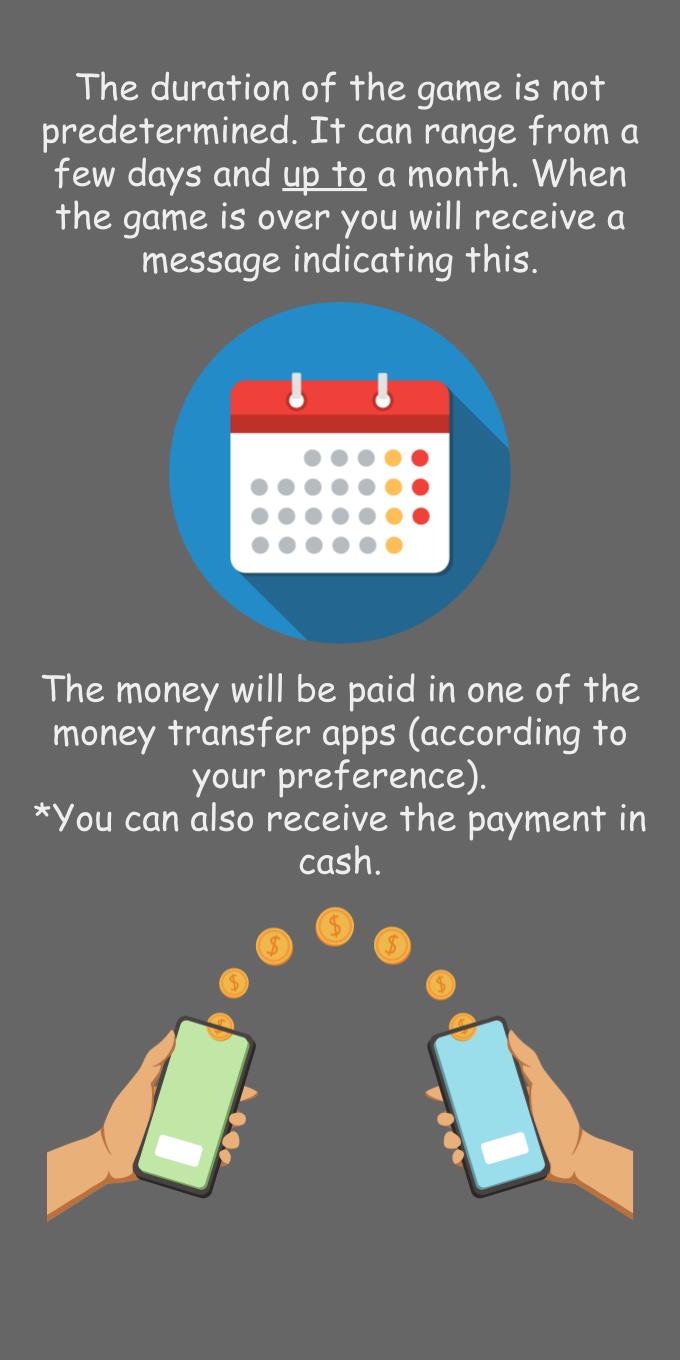 The duration of the game is not
predetermined. It can range from a
few days and up to a month. When
the game is over you will receive a
message indicating this.
The money will be paid in one of the
money transfer apps (according to
your preference).
*You can also receive the payment in
cash.
$
$
$
$
$
$
$